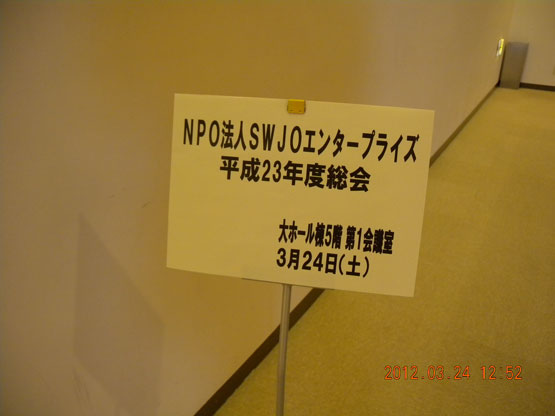 NPO法人SWJOエンタープライズ
平成23年度総会
大ホール棟5階 第1会議室
3月24日(土)
2012.03.24 12:52